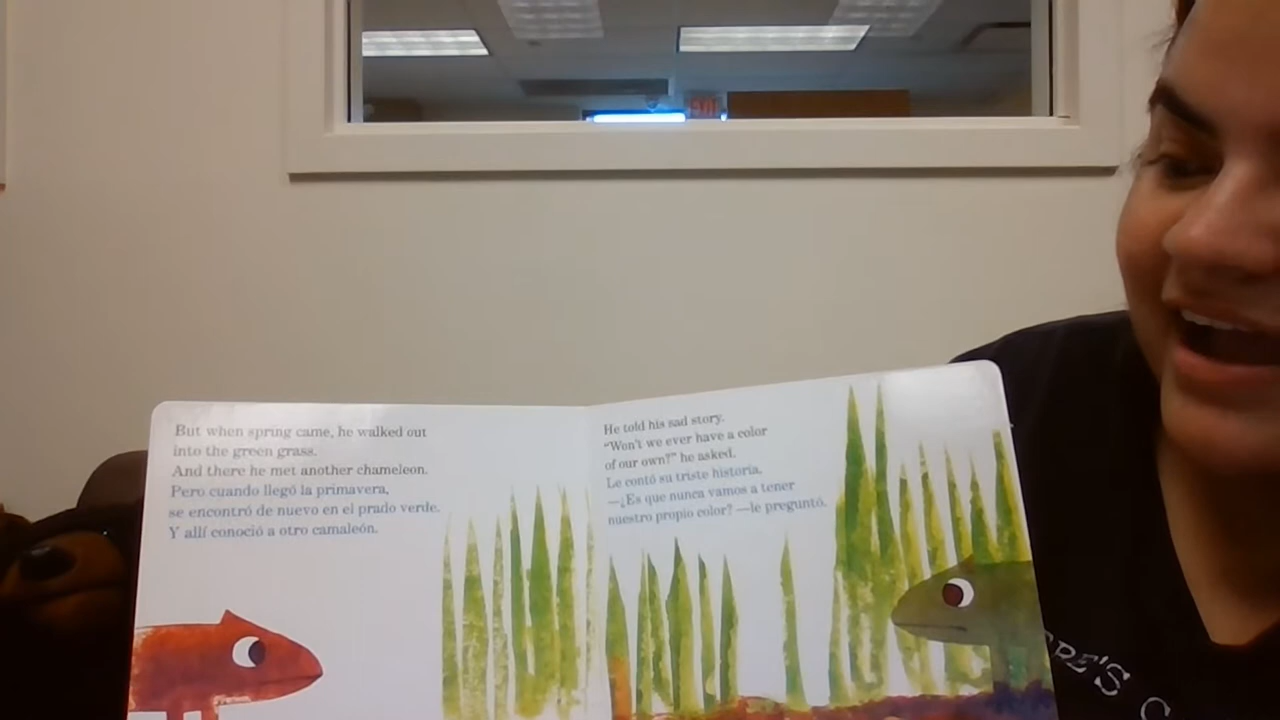 EXIT
But when spring came, he walked out
into the green grass.
And there he met another chameleon.
Pero cuando llegó la primavera,
se encontró de nuevo en el prado verde.
Y allí conoció a otro camaleón.
He told his sad story.
“Won't we ever have a color
of our own?” he asked.
Le contó su triste historia.
—¿Es que nunca vamos a tener
nuestro propio color? —le preguntó.